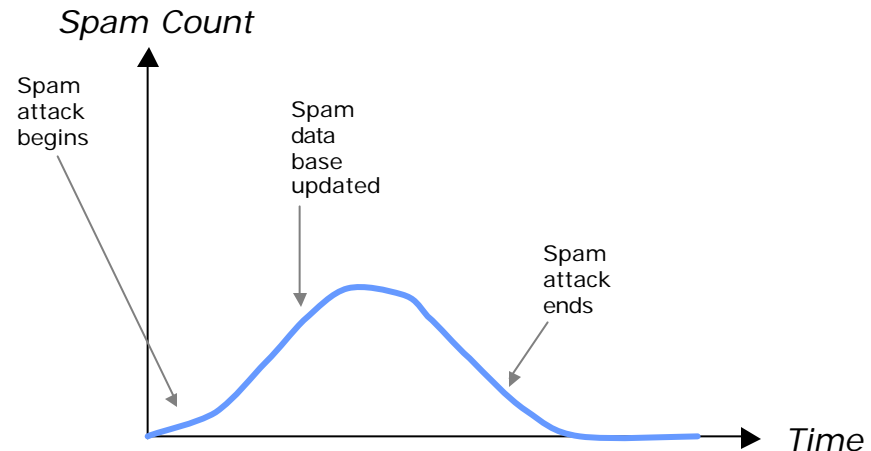 Spam Count
Spam
attack
begins
Spam
data
base
updated
Spam
attack
ends
Time